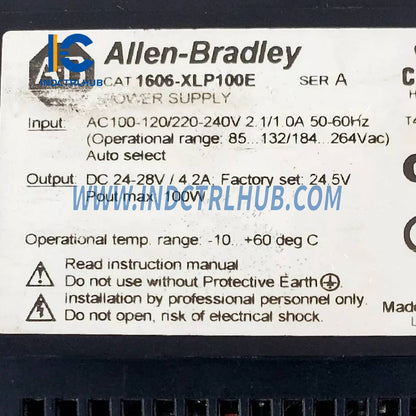 Allen-Bradley
INDCTRLHUB
CAT 1606-XLP100E SER A
POWER SUPPLY
Input: AC100-120/220-240V 2.1/1.0A 50-60Hz
(Operational range: 85...132/184...264Vac)
Auto select
Output: DC 24-28V / 4.2A; Factory set: 24.5V
Pout max. 100W
WWW.INDCTRLHUB.COM
Operational temp. range: -10...+60 deg C
Read instruction manual.
Do not use without Protective Earth
Installation by professional personnel only.
Do not open, risk of electrical shock.
Made